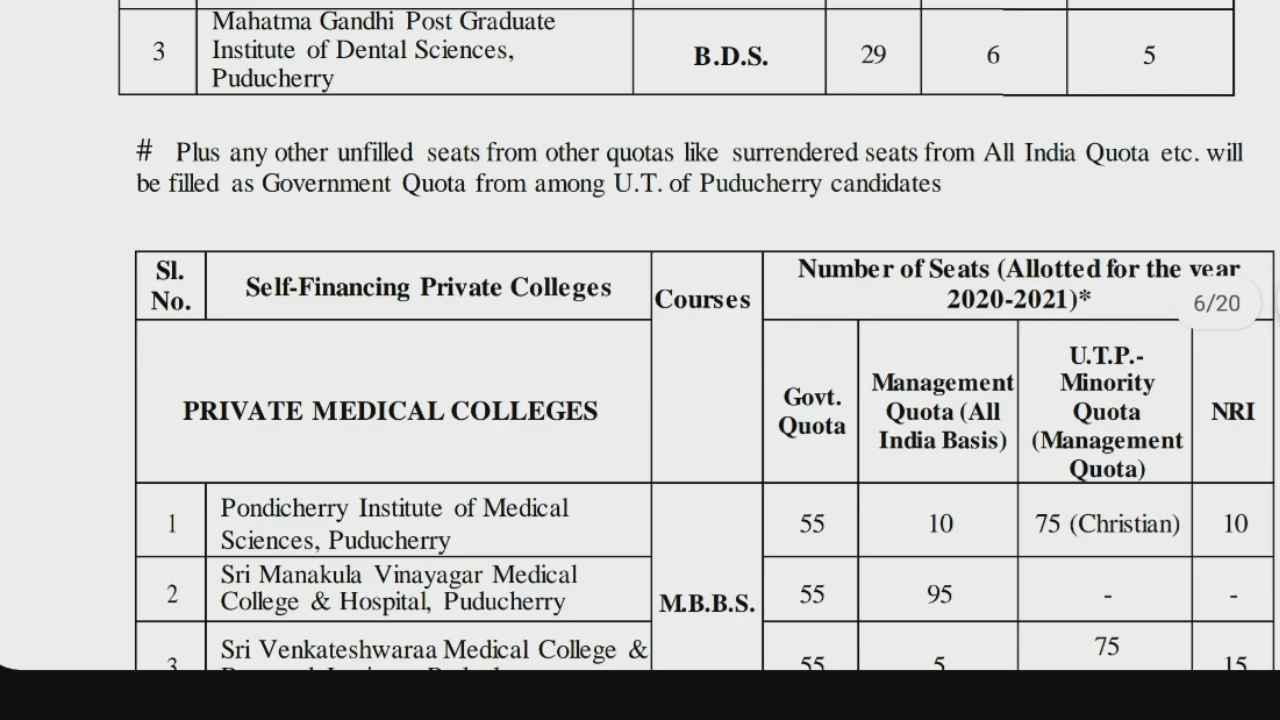 3 Mahatma Gandhi Post Graduate Institute of Dental Sciences, Puducherry B.D.S. 29 6 5
# Plus any other unfilled seats from other quotas like surrendered seats from All India Quota etc. will
be filled as Government Quota from among U.T. of Puducherry candidates
Sl. No. Self-Financing Private Colleges Courses Number of Seats (Allotted for the year 2020-2021)*
6/20
PRIVATE MEDICAL COLLEGES Govt. Quota Management Quota (All India Basis) U.T.P.- Minority Quota (Management Quota) NRI
1 Pondicherry Institute of Medical Sciences, Puducherry 55 10 75 (Christian) 10
2 Sri Manakula Vinayagar Medical College & Hospital, Puducherry M.B.B.S. 55 95 - -
3 Sri Venkateshwaraa Medical College & 55 5 75 15